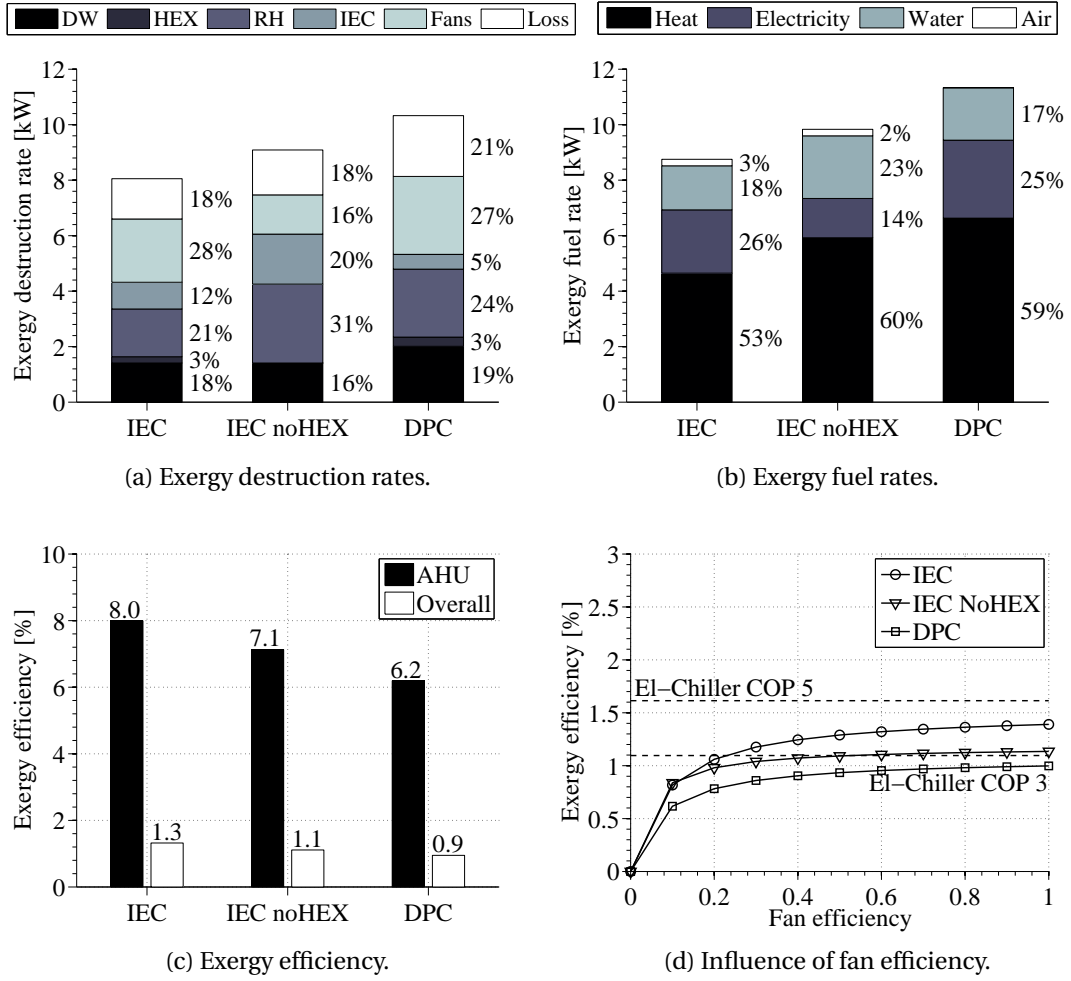 DW HEX RH IEC Fans Loss
Heat Electricity Water Air
Exergy destruction rate [kW]
12
10
8
6
4
2
0
18%
28%
12%
21%
3%
18%
18%
16%
20%
31%
16%
21%
27%
5%
24%
3%
19%
IEC IEC noHEX DPC
(a) Exergy destruction rates.
Exergy fuel rate [kW]
12
10
8
6
4
2
0
3%
18%
26%
53%
2%
23%
14%
60%
17%
25%
59%
IEC IEC noHEX DPC
(b) Exergy fuel rates.
Exergy efficiency [%]
10
8
6
4
2
0
AHU
Overall
8.0
1.3
7.1
1.1
6.2
0.9
IEC IEC noHEX DPC
(c) Exergy efficiency.
Exergy efficiency [%]
3
2.5
2
1.5
1
0.5
0
IEC
IEC NoHEX
DPC
El−Chiller COP 5
El−Chiller COP 3
0 0.2 0.4 0.6 0.8 1
Fan efficiency
(d) Influence of fan efficiency.